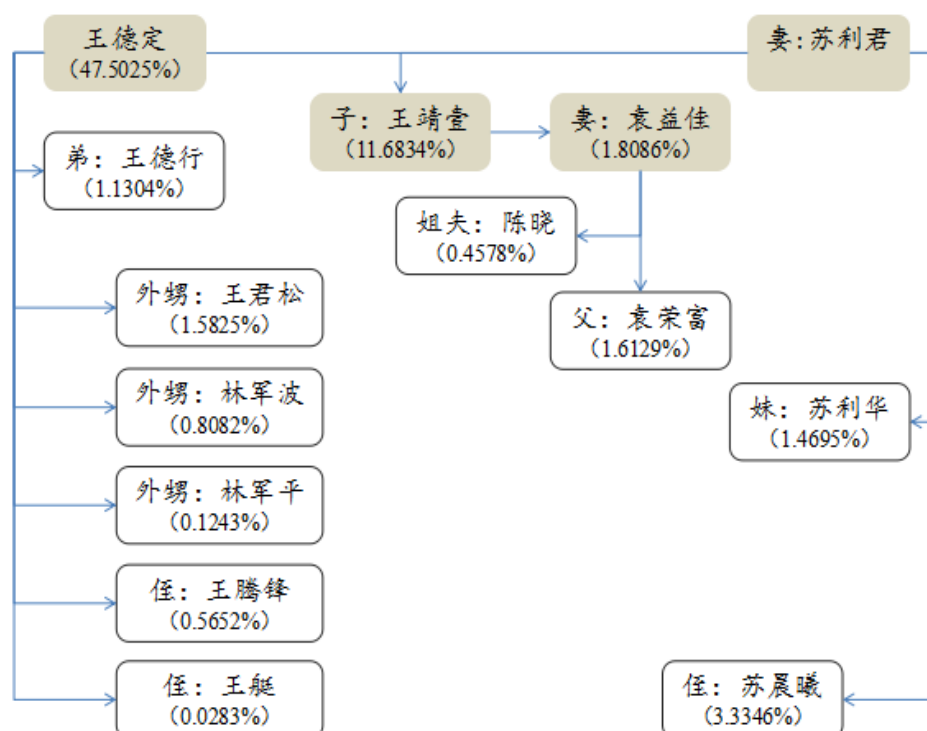 王德定
(47.5025%)
妻:苏利君
子：王靖壹
(11.6834%)
妻：袁益佳
(1.8086%)
弟：王德行
(1.1304%)
姐夫：陈晓
(0.4578%)
外甥：王君松
(1.5825%)
父：袁荣富
(1.6129%)
外甥：林军波
(0.8082%)
妹：苏利华
(1.4695%)
外甥：林军平
(0.1243%)
侄：王腾锋
(0.5652%)
侄：王艇
(0.0283%)
侄：苏晨曦
(3.3346%)